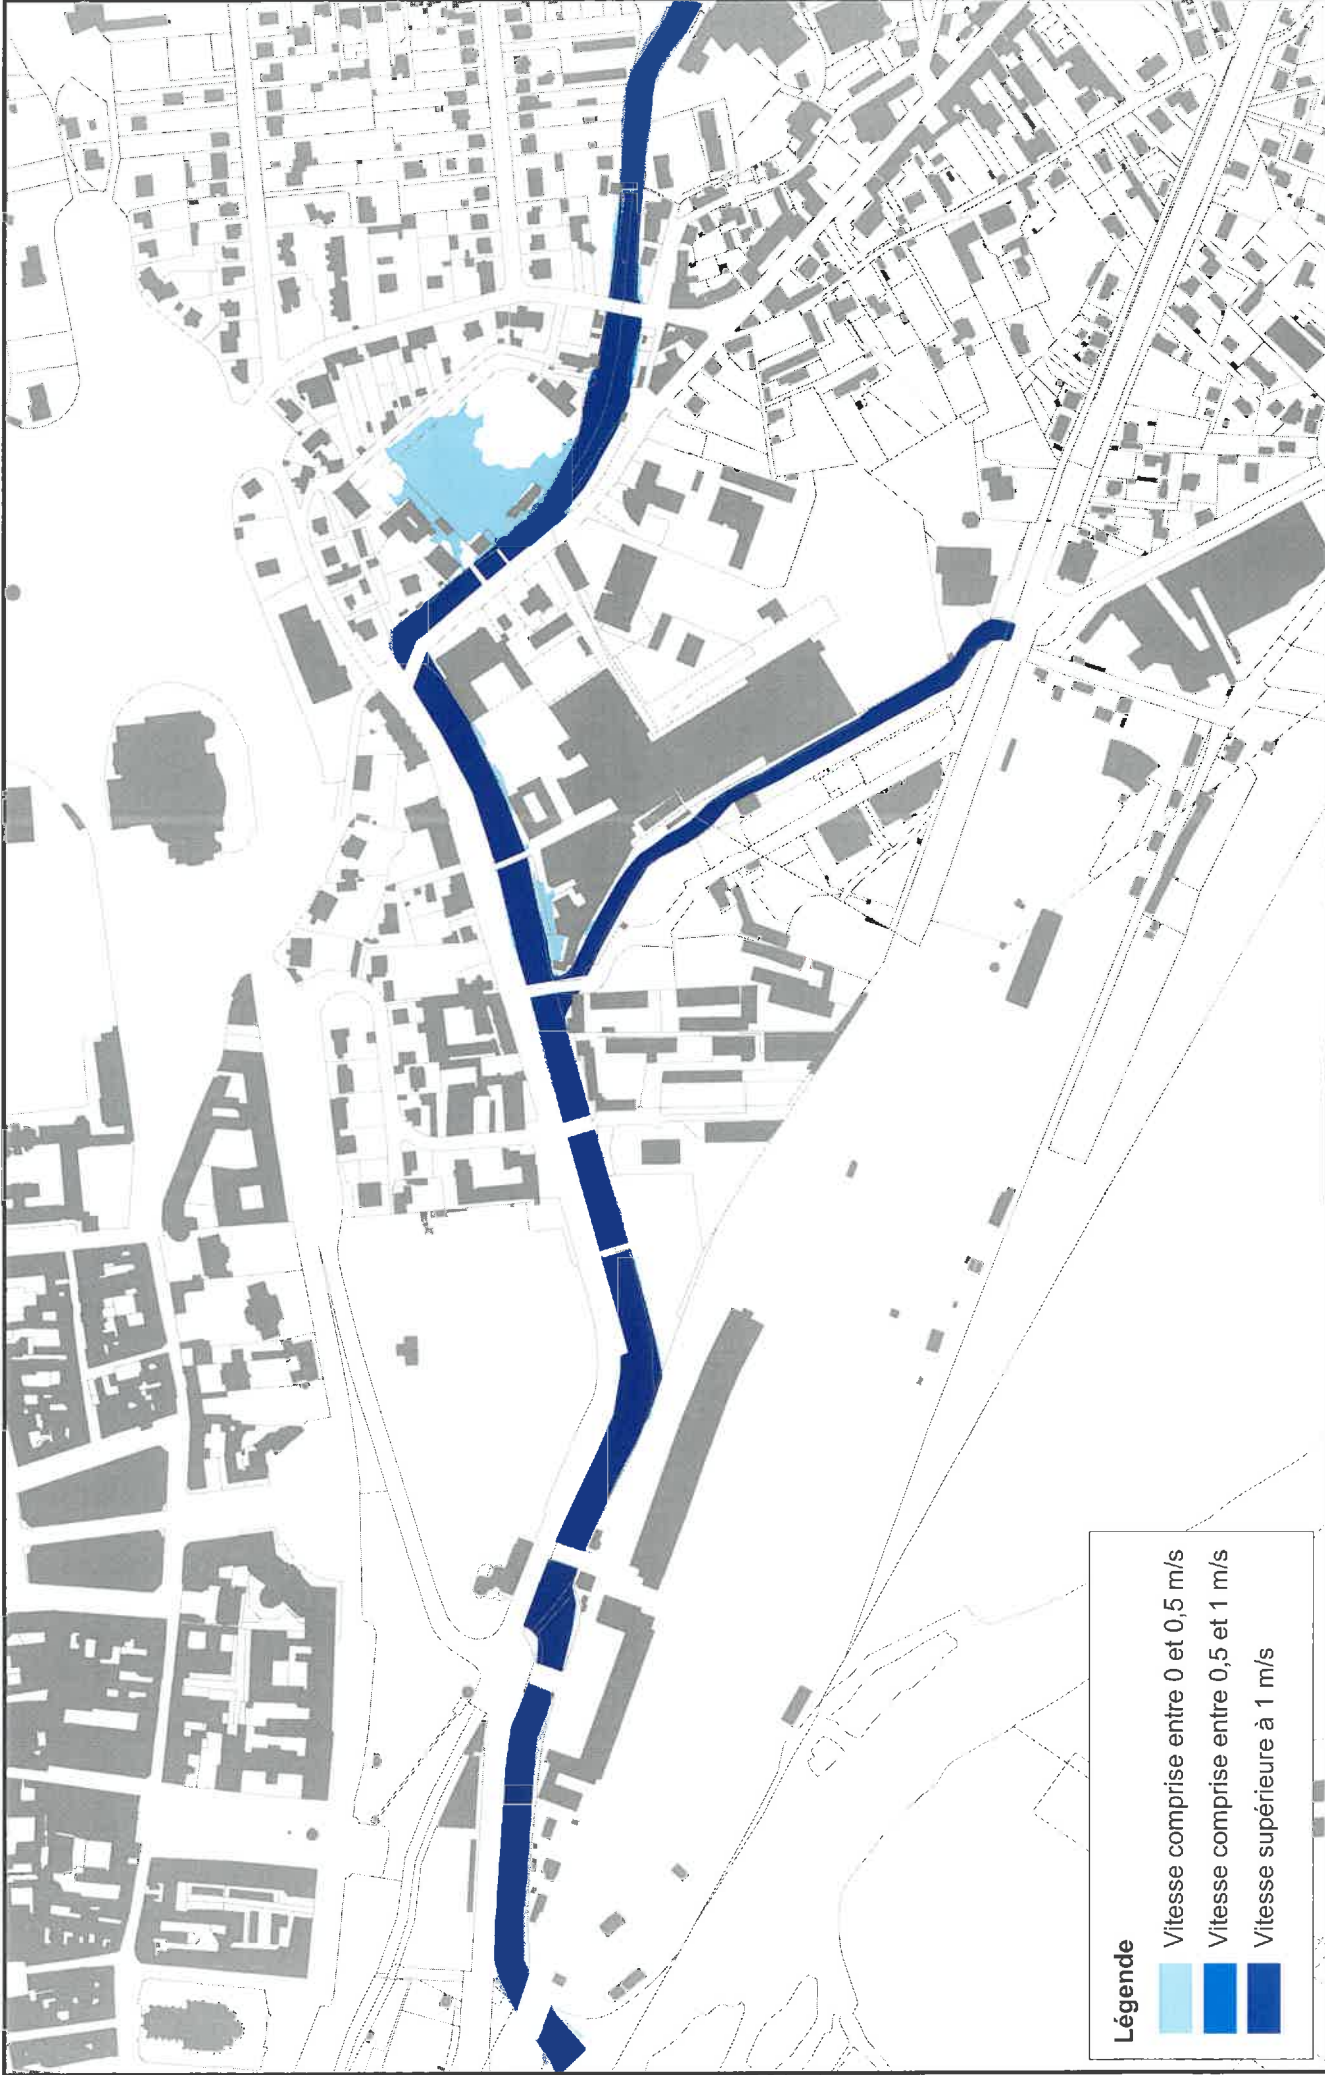 Légende
Vitesse comprise entre 0 et 0,5 m/s
Vitesse comprise entre 0,5 et 1 m/s
Vitesse supérieure à 1 m/s